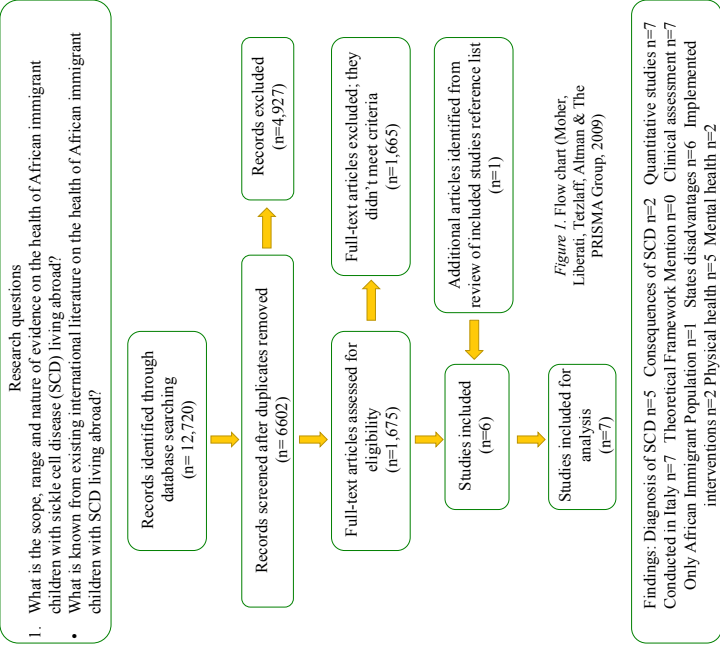 Research questions
1. What is the scope, range and nature of evidence on the health of African immigrant
children with sickle cell disease (SCD) living abroad?
• What is known from existing international literature on the health of African immigrant
children with SCD living abroad?
Records identified through
database searching
(n= 12,720)
Records screened after duplicates removed
(n= 6602)
Records excluded
(n=4,927)
Full-text articles assessed for
eligibility
(n=1,675)
Full-text articles excluded; they
didn’t meet criteria
(n=1,665)
Additional articles identified from
review of included studies reference list
(n=1)
Studies included
(n=6)
Studies included for
analysis
(n=7)
Figure 1. Flow chart (Moher,
Liberati, Tetzlaff, Altman & The
PRISMA Group, 2009)
Findings: Diagnosis of SCD n=5 Consequences of SCD n=2 Quantitative studies n=7
Conducted in Italy n=7 Theoretical Framework Mention n=0 Clinical assessment n=7
Only African Immigrant Population n=1 States disadvantages n=6 Implemented
interventions n=2 Physical health n=5 Mental health n=2